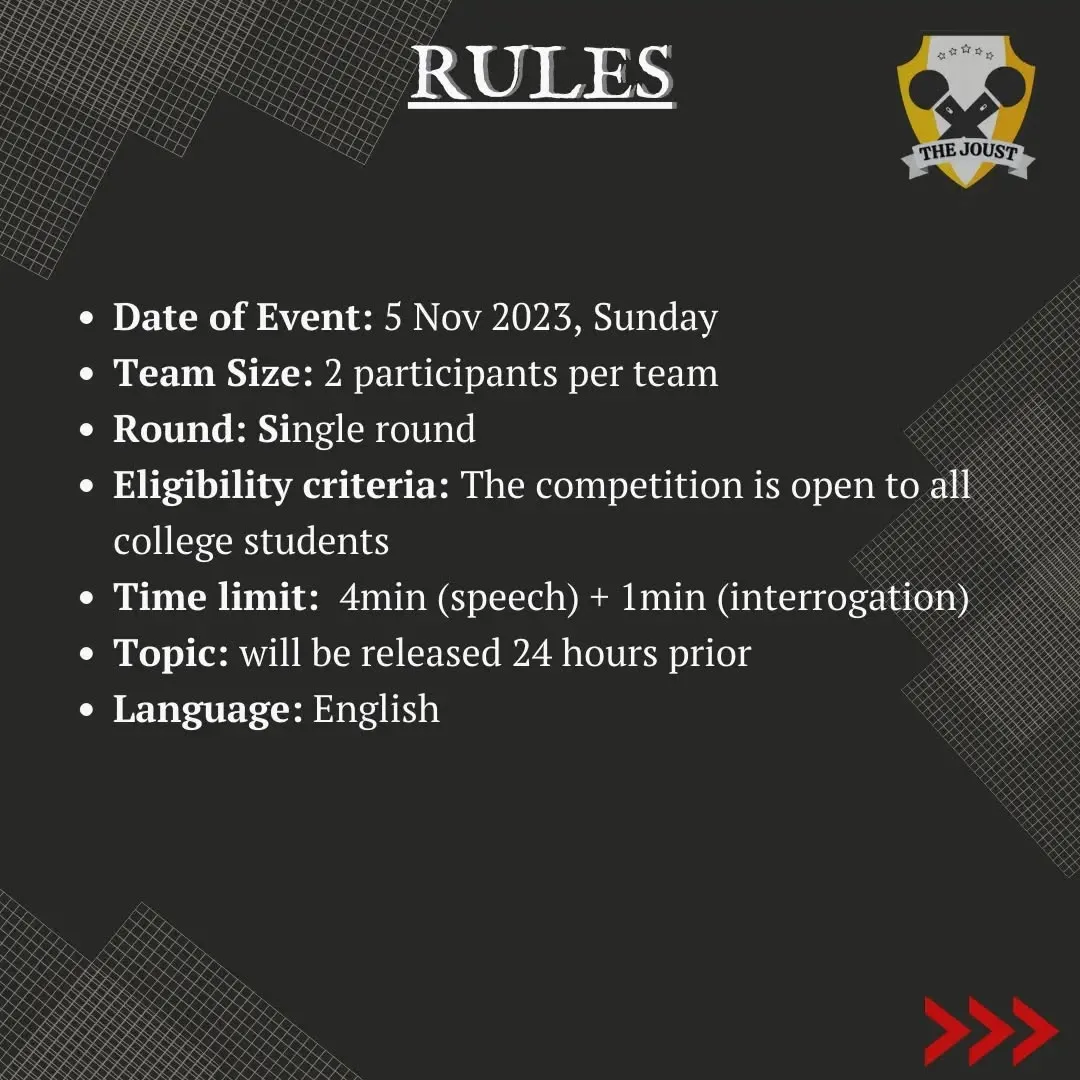 RULES
THE JOUST
• Date of Event: 5 Nov 2023, Sunday
• Team Size: 2 participants per team
• Round: Single round
• Eligibility criteria: The competition is open to all
college students
• Time limit:  4min (speech) + 1min (interrogation)
• Topic: will be released 24 hours prior
• Language: English